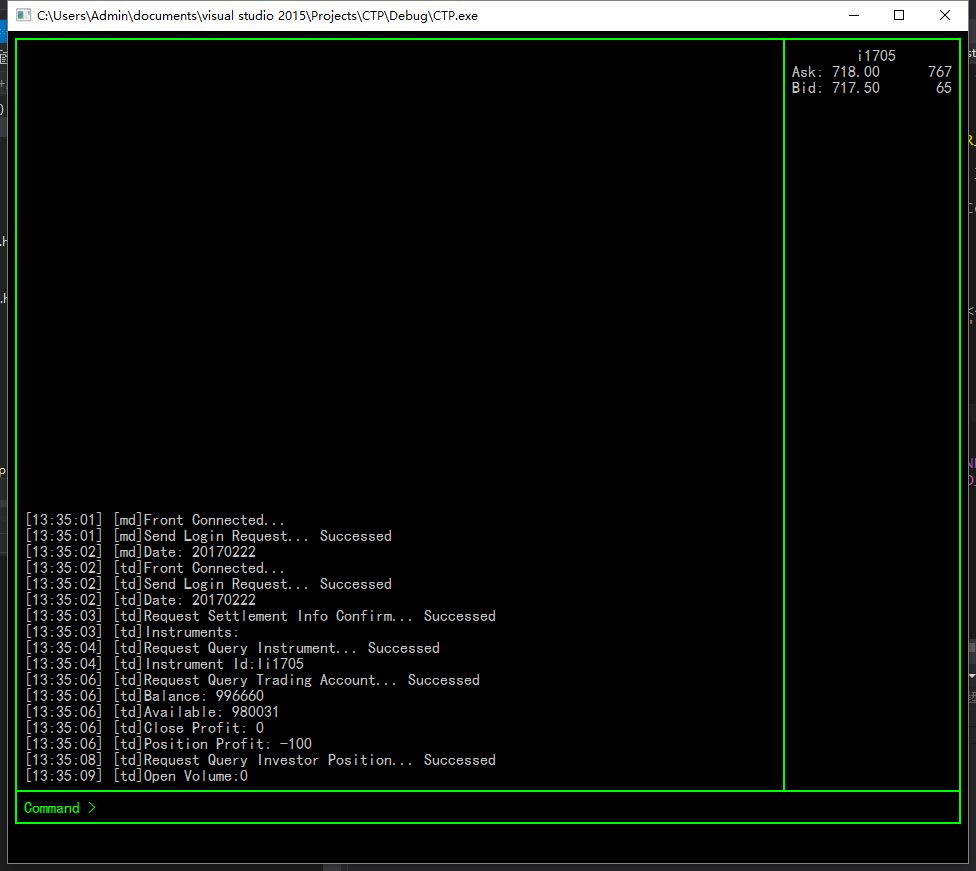 C:\Users\Admin\documents\visual studio 2015\Projects\CTP\Debug\CTP.exe
i1705
Ask: 718.00 767
Bid: 717.50 65
[13:35:01] [md]Front Connected...
[13:35:01] [md]Send Login Request... Successed
[13:35:02] [md]Date: 20170222
[13:35:02] [td]Front Connected...
[13:35:02] [td]Send Login Request... Successed
[13:35:02] [td]Date: 20170222
[13:35:03] [td]Request Settlement Info Confirm... Successed
[13:35:03] [td]Instruments:
[13:35:04] [td]Request Query Instrument... Successed
[13:35:04] [td]Instrument Id:Ii1705
[13:35:06] [td]Request Query Trading Account... Successed
[13:35:06] [td]Balance: 996660
[13:35:06] [td]Available: 980031
[13:35:06] [td]Close Profit: 0
[13:35:06] [td]Position Profit: -100
[13:35:08] [td]Request Query Investor Position... Successed
[13:35:09] [td]Open Volume:0
Command >